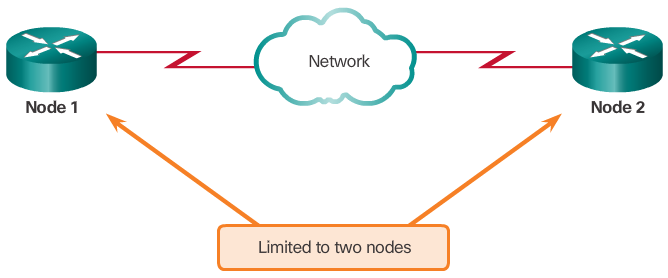 Network
Node 1
Node 2
Limited to two nodes